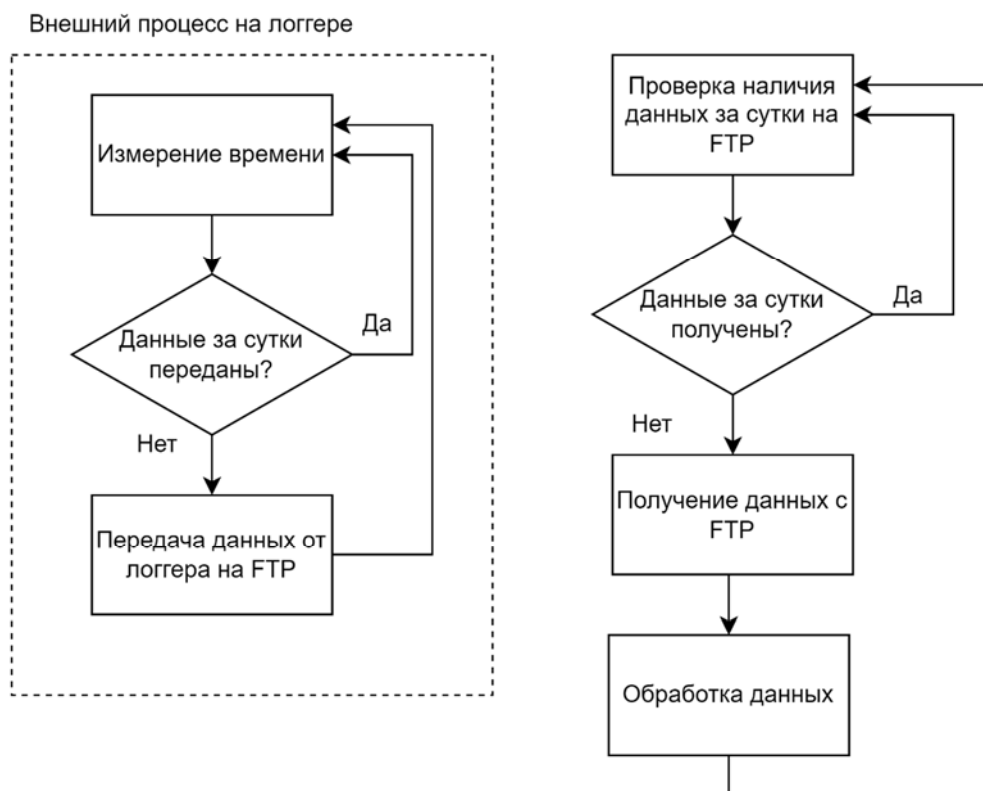 Внешний процесс на логгере
Измерение времени
Данные за сутки
переданы?
Да
Нет
Передача данных от
логгера на FTP
Проверка наличия
данных за сутки на
FTP
Данные за сутки
получены?
Да
Нет
Получение данных с
FTP
Обработка данных